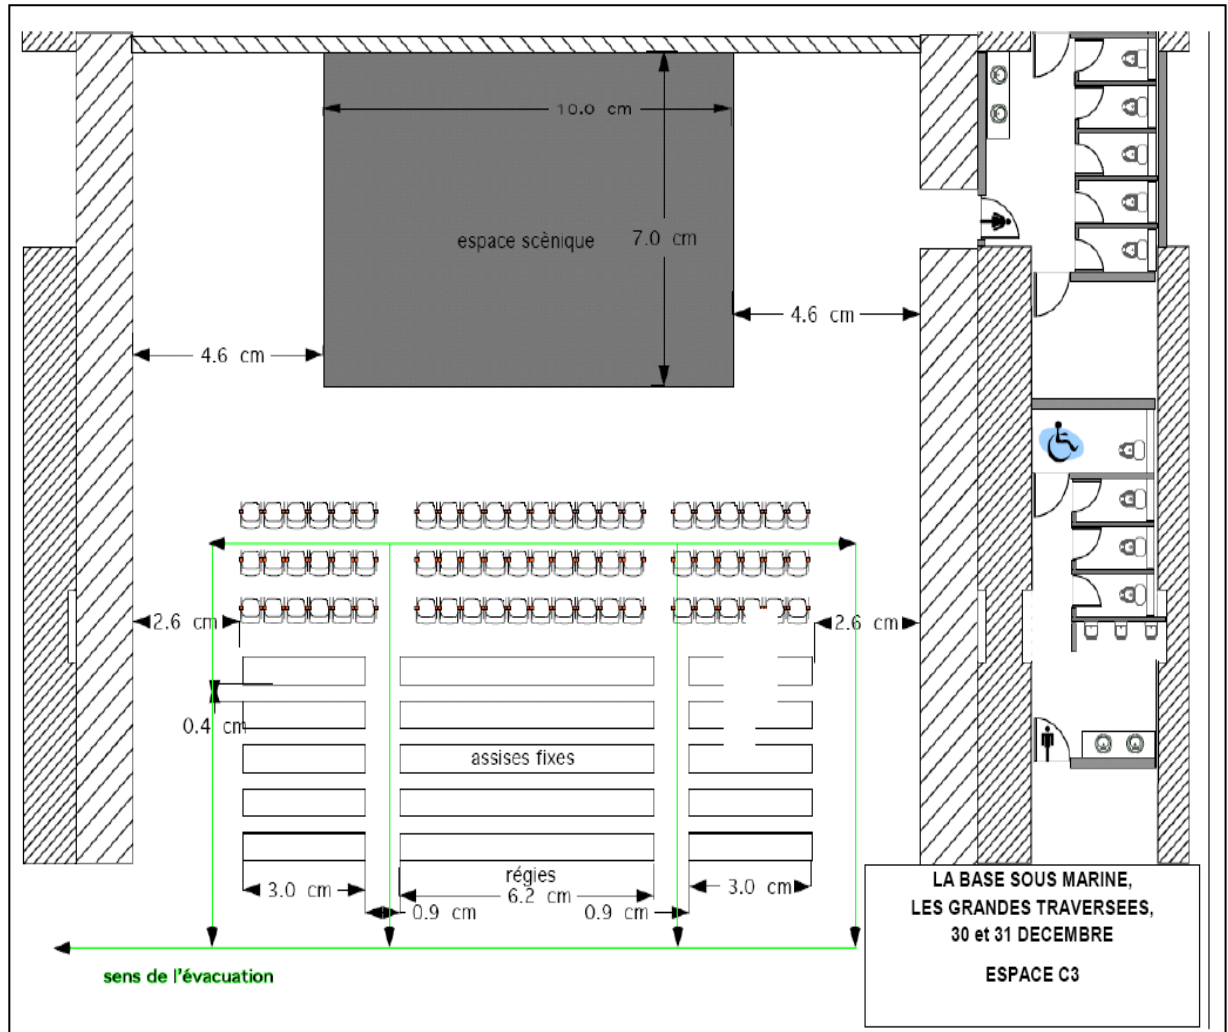 10.0 cm
espace scènique
7.0 cm
4.6 cm
4.6 cm
2.6 cm
2.6 cm
0.4 cm
assises fixes
régies
3.0 cm
6.2 cm
3.0 cm
0.9 cm
0.9 cm
sens de l'évacuation
LA BASE SOUS MARINE,
LES GRANDES TRAVERSEES,
30 et 31 DECEMBRE
ESPACE C3